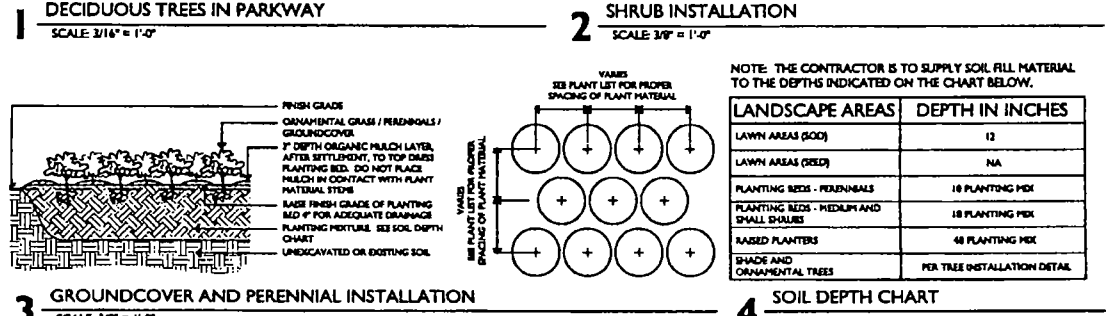 1 DECIDUOUS TREES IN PARKWAY
SCALE: 3/16" = 1'-0"
2 SHRUB INSTALLATION
SCALE: 3/8" = 1'-0"
FINISH GRADE
ORNAMENTAL GRASS / PERENNIALS /
GROUNDCOVER
3" DEPTH ORGANIC MULCH LAYER,
AFTER SETTLEMENT, TO TOP DRESS
PLANTING BED. DO NOT PLACE
MULCH IN CONTACT WITH PLANT
MATERIAL STEMS
RAISE FINISH GRADE OF PLANTING
BED 4" FOR ADEQUATE DRAINAGE
PLANTING MIXTURE. SEE SOIL DEPTH
CHART
UNEXCAVATED OR EXISTING SOIL
VARIES
SEE PLANT LIST FOR PROPER
SPACING OF PLANT MATERIAL
VARIES
SEE PLANT LIST FOR PROPER
SPACING OF PLANT MATERIAL
NOTE: THE CONTRACTOR IS TO SUPPLY SOIL FILL MATERIAL
TO THE DEPTHS INDICATED ON THE CHART BELOW.
LANDSCAPE AREAS DEPTH IN INCHES
LAWN AREAS (SOD) 12
LAWN AREAS (SEED) NA
PLANTING BEDS - PERENNIALS 18 PLANTING MIX
PLANTING BEDS - MEDIUM AND
SMALL SHRUBS 18 PLANTING MIX
RAISED PLANTERS 48 PLANTING MIX
SHADE AND
ORNAMENTAL TREES PER TREE INSTALLATION DETAIL
3 GROUNDCOVER AND PERENNIAL INSTALLATION
4 SOIL DEPTH CHART